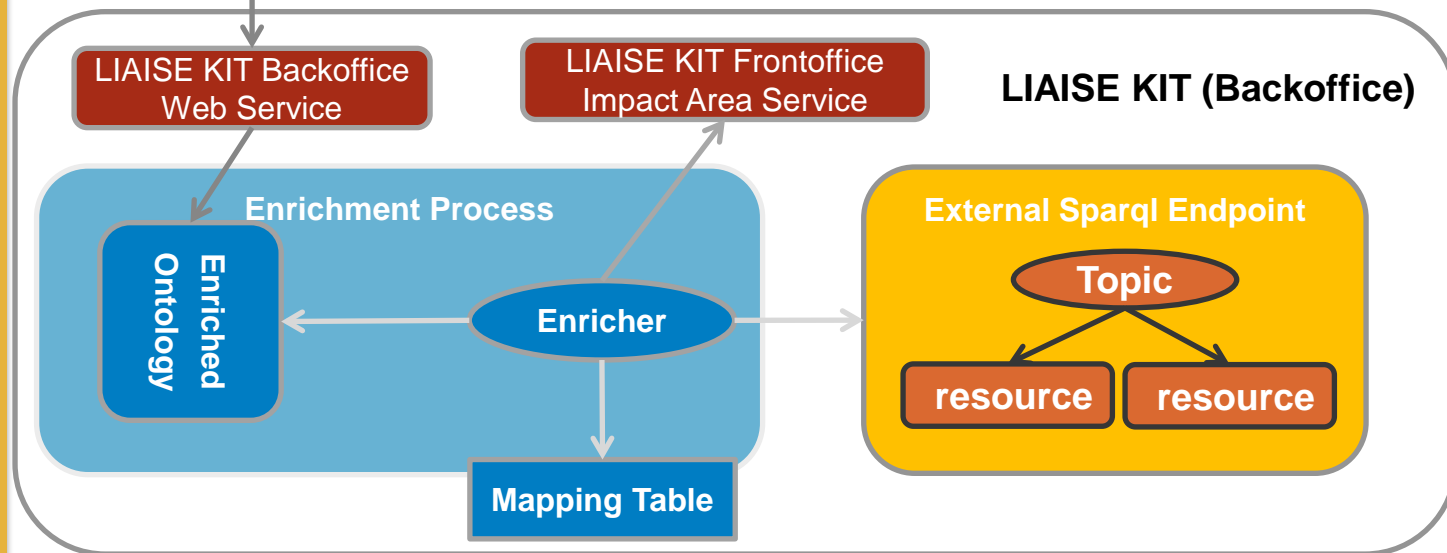 LIAISE KIT Backoffice
Web Service
LIAISE KIT Frontoffice
Impact Area Service
LIAISE KIT (Backoffice)
Enrichment Process
External Sparql Endpoint
Enriched
Ontology
Enricher
Topic
resource
resource
Mapping Table